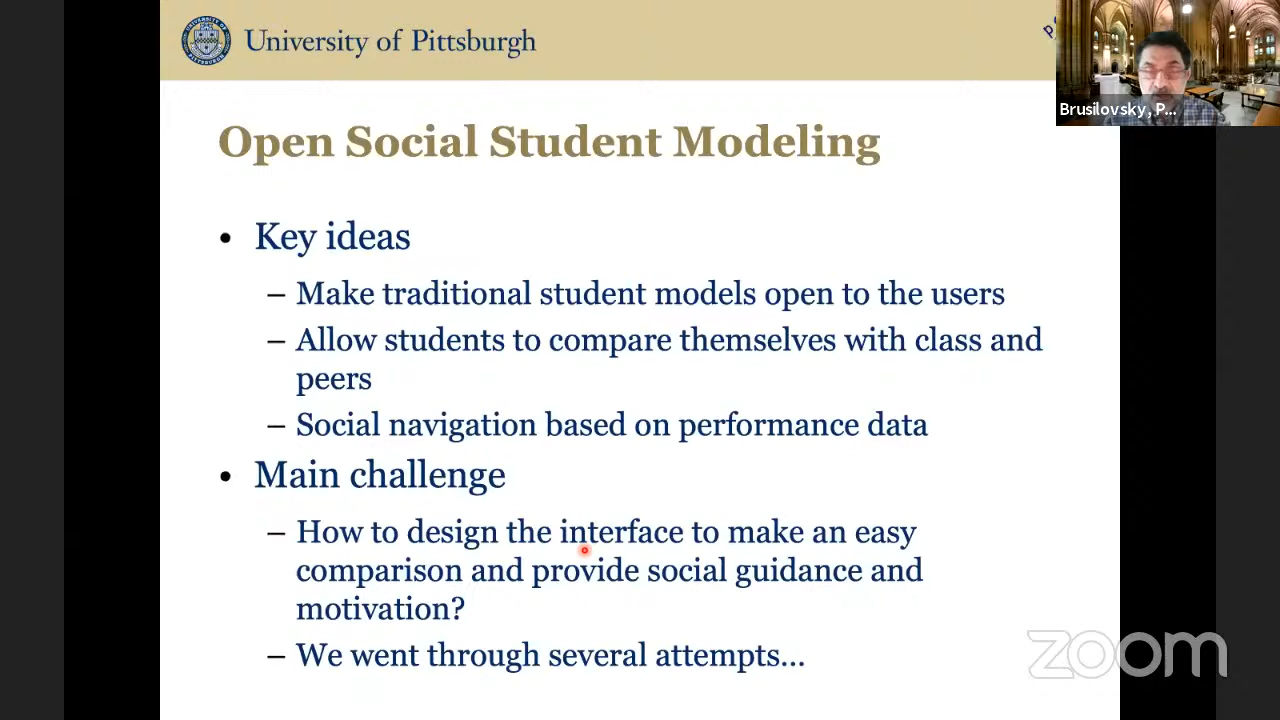 University of Pittsburgh
Brusilovsky, P...
Open Social Student Modeling
• Key ideas
– Make traditional student models open to the users
– Allow students to compare themselves with class and
peers
– Social navigation based on performance data
• Main challenge
– How to design the interface to make an easy
comparison and provide social guidance and
motivation?
– We went through several attempts...
zoom